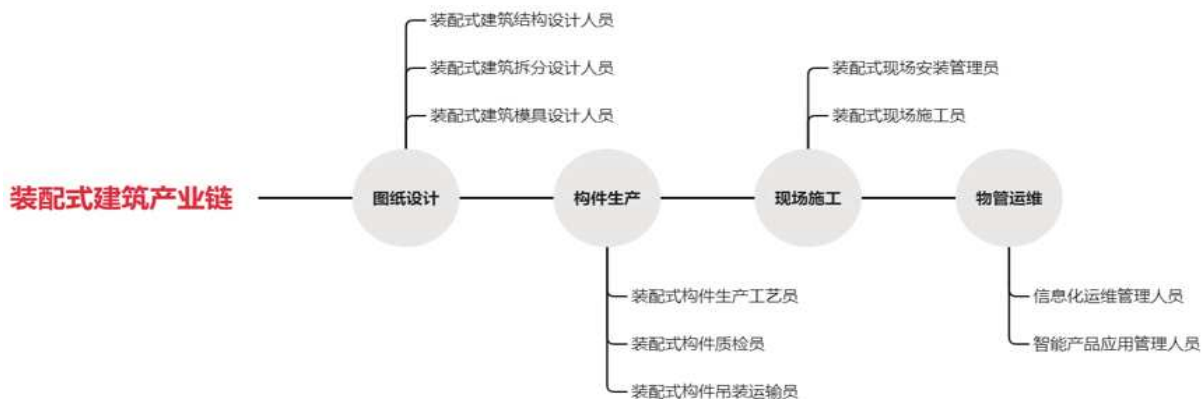 装配式建筑结构设计人员
装配式建筑拆分设计人员
装配式建筑模具设计人员
装配式现场安装管理员
装配式现场施工员
装配式建筑产业链
图纸设计
构件生产
现场施工
物管运维
装配式构件生产工艺员
装配式构件质检员
装配式构件吊装运输员
信息化运维管理人员
智能产品应用管理人员